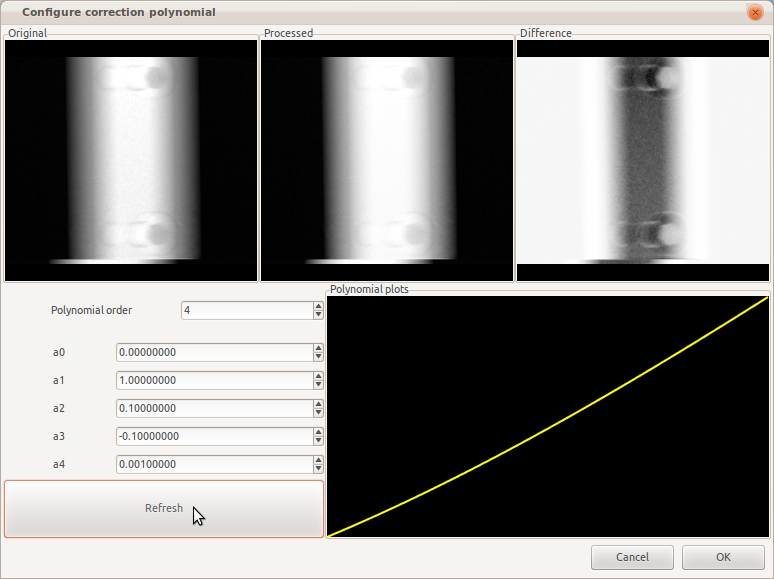 Configure correction polynomial
Original
Processed
Difference
Polynomial order
4
a0
0.00000000
a1
1.00000000
a2
0.10000000
a3
-0.10000000
a4
0.00100000
Refresh
Polynomial plots
Cancel
OK